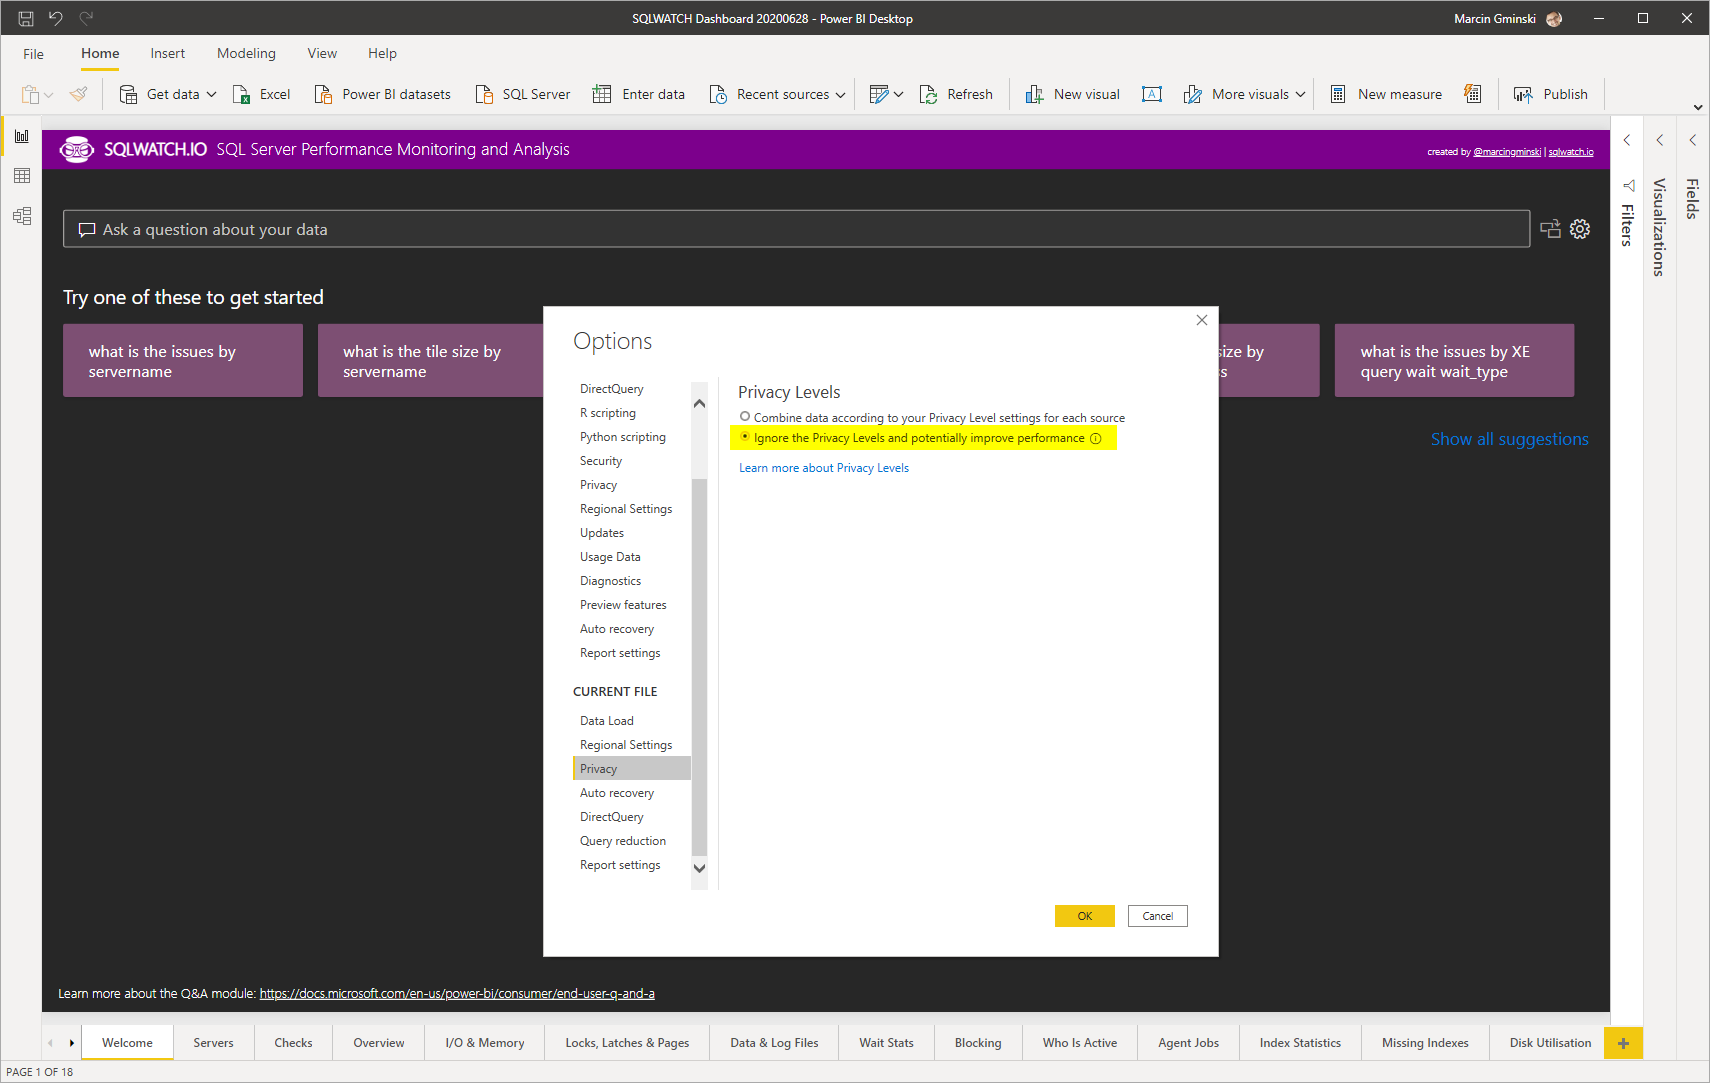 SQLWATCH Dashboard 20200628 - Power BI Desktop
Marcin Gminski
File Home Insert Modeling View Help
Get data Excel Power BI datasets SQL Server Enter data Recent sources Refresh New visual More visuals New measure Publish
SQLWATCH.IO SQL Server Performance Monitoring and Analysis
created by @marcingminski | sqlwatch.io
Ask a question about your data
Filters
Visualizations
Fields
Try one of these to get started
what is the issues by
servername
what is the tile size by
servername
size by
s
what is the issues by XE
query wait wait_type
Show all suggestions
Options
DirectQuery
R scripting
Python scripting
Security
Privacy
Regional Settings
Updates
Usage Data
Diagnostics
Preview features
Auto recovery
Report settings
CURRENT FILE
Data Load
Regional Settings
Privacy
Auto recovery
DirectQuery
Query reduction
Report settings
Privacy Levels
Combine data according to your Privacy Level settings for each source
Ignore the Privacy Levels and potentially improve performance
Learn more about Privacy Levels
OK Cancel
Learn more about the Q&A module: https://docs.microsoft.com/en-us/power-bi/consumer/end-user-q-and-a
Welcome Servers Checks Overview I/O & Memory Locks, Latches & Pages Data & Log Files Wait Stats Blocking Who Is Active Agent Jobs Index Statistics Missing Indexes Disk Utilisation
PAGE 1 OF 18